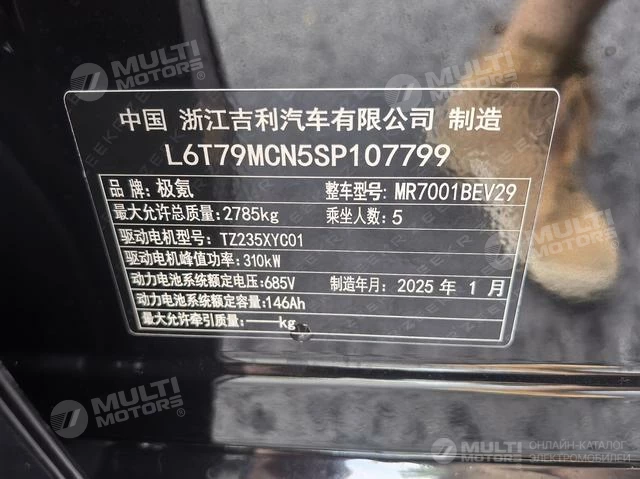 中国 浙江吉利汽车有限公司 制造
L6T79MCN5SP107799
品牌：极氪 整车型号：MR7001BEV29
最大允许总质量：2785kg 乘坐人数：5
驱动电机型号：TZ235XYC01
驱动电机峰值功率：310kW
动力电池系统额定电压：685V 制造年月：2025 年 1 月
动力电池系统额定容量：146Ah
最大允许牵引质量：——kg
MULTI MOTORS
MULTI MOTORS
MULTI MOTORS
MULTI MOTORS
ОНЛАЙН-КАТАЛОГ
ЭЛЕКТРОМОБИЛЕЙ